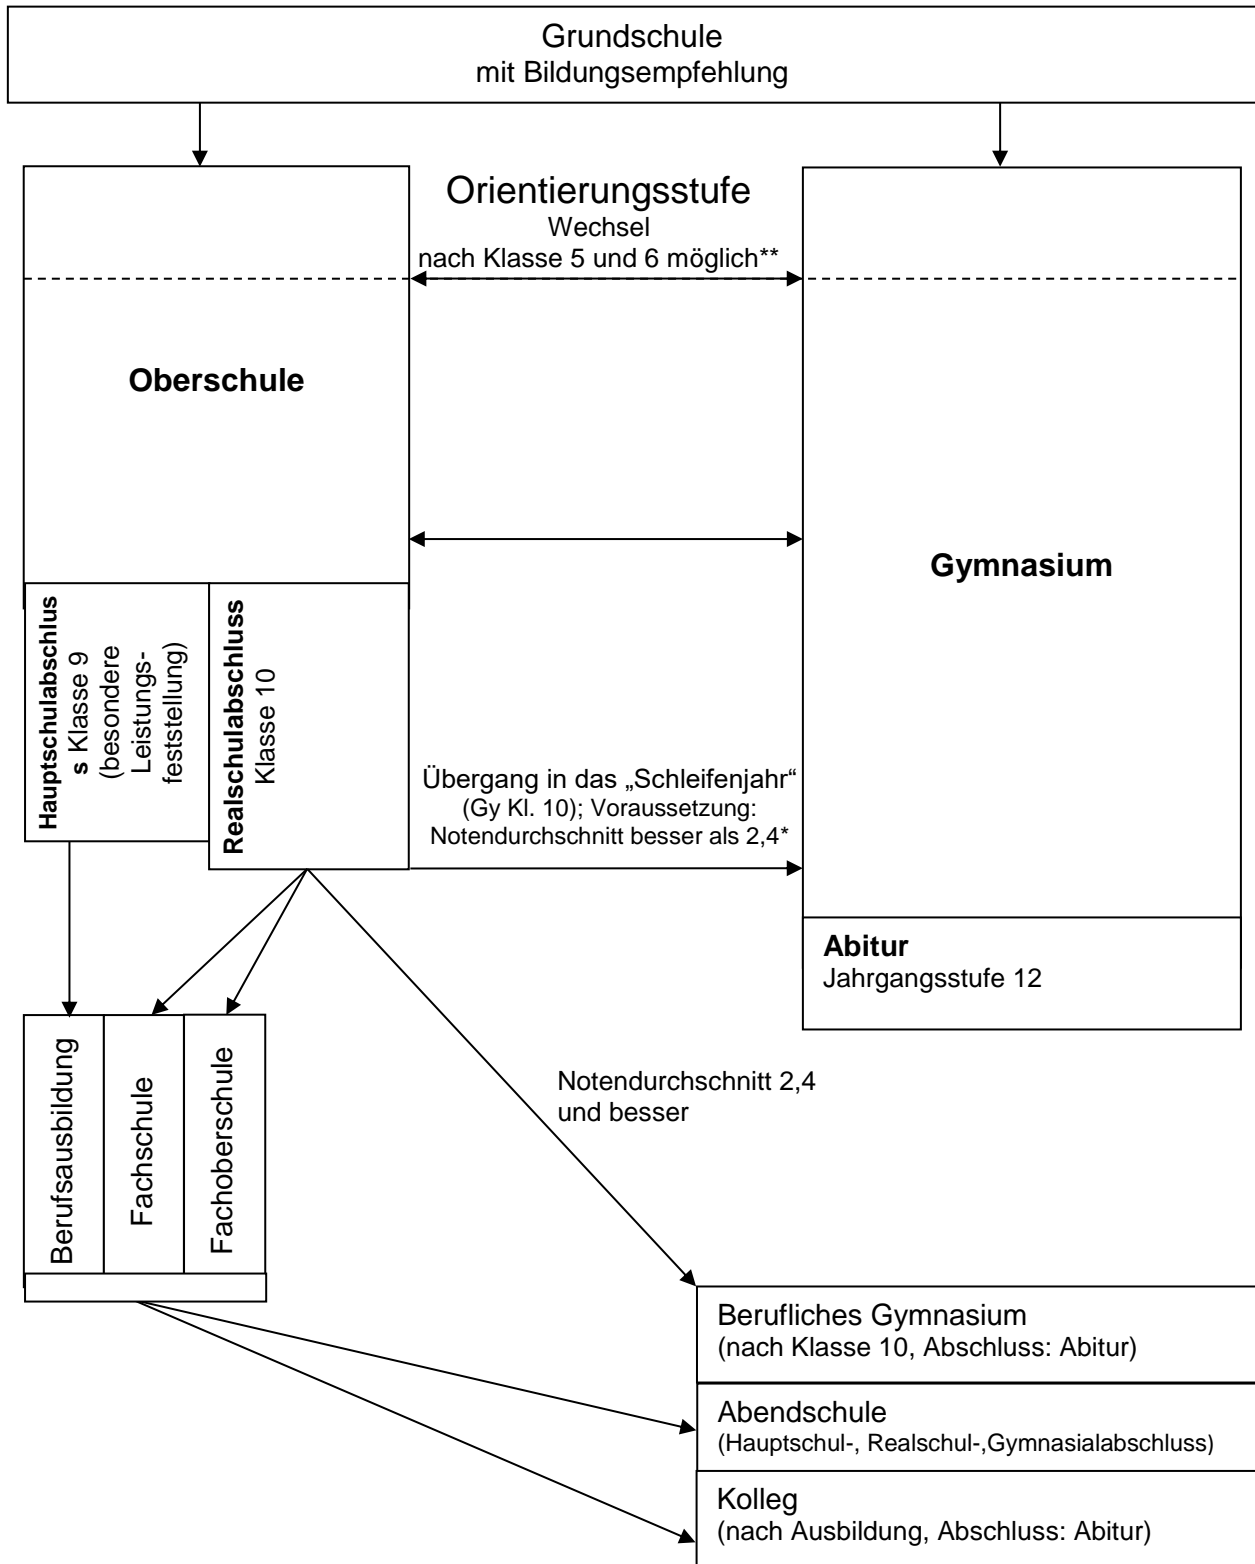 Grundschule
mit Bildungsempfehlung
Orientierungsstufe
Wechsel
nach Klasse 5 und 6 möglich**
Oberschule
Gymnasium
Hauptschulabschlus
s Klasse 9
(besondere
Leistungs-
feststellung)
Realschulabschluss
Klasse 10
Übergang in das „Schleifenjahr“
(Gy Kl. 10); Voraussetzung:
Notendurchschnitt besser als 2,4*
Abitur
Jahrgangsstufe 12
Berufsausbildung
Fachschule
Fachoberschule
Notendurchschnitt 2,4
und besser
Berufliches Gymnasium
(nach Klasse 10, Abschluss: Abitur)
Abendschule
(Hauptschul-, Realschul-,Gymnasialabschluss)
Kolleg
(nach Ausbildung, Abschluss: Abitur)